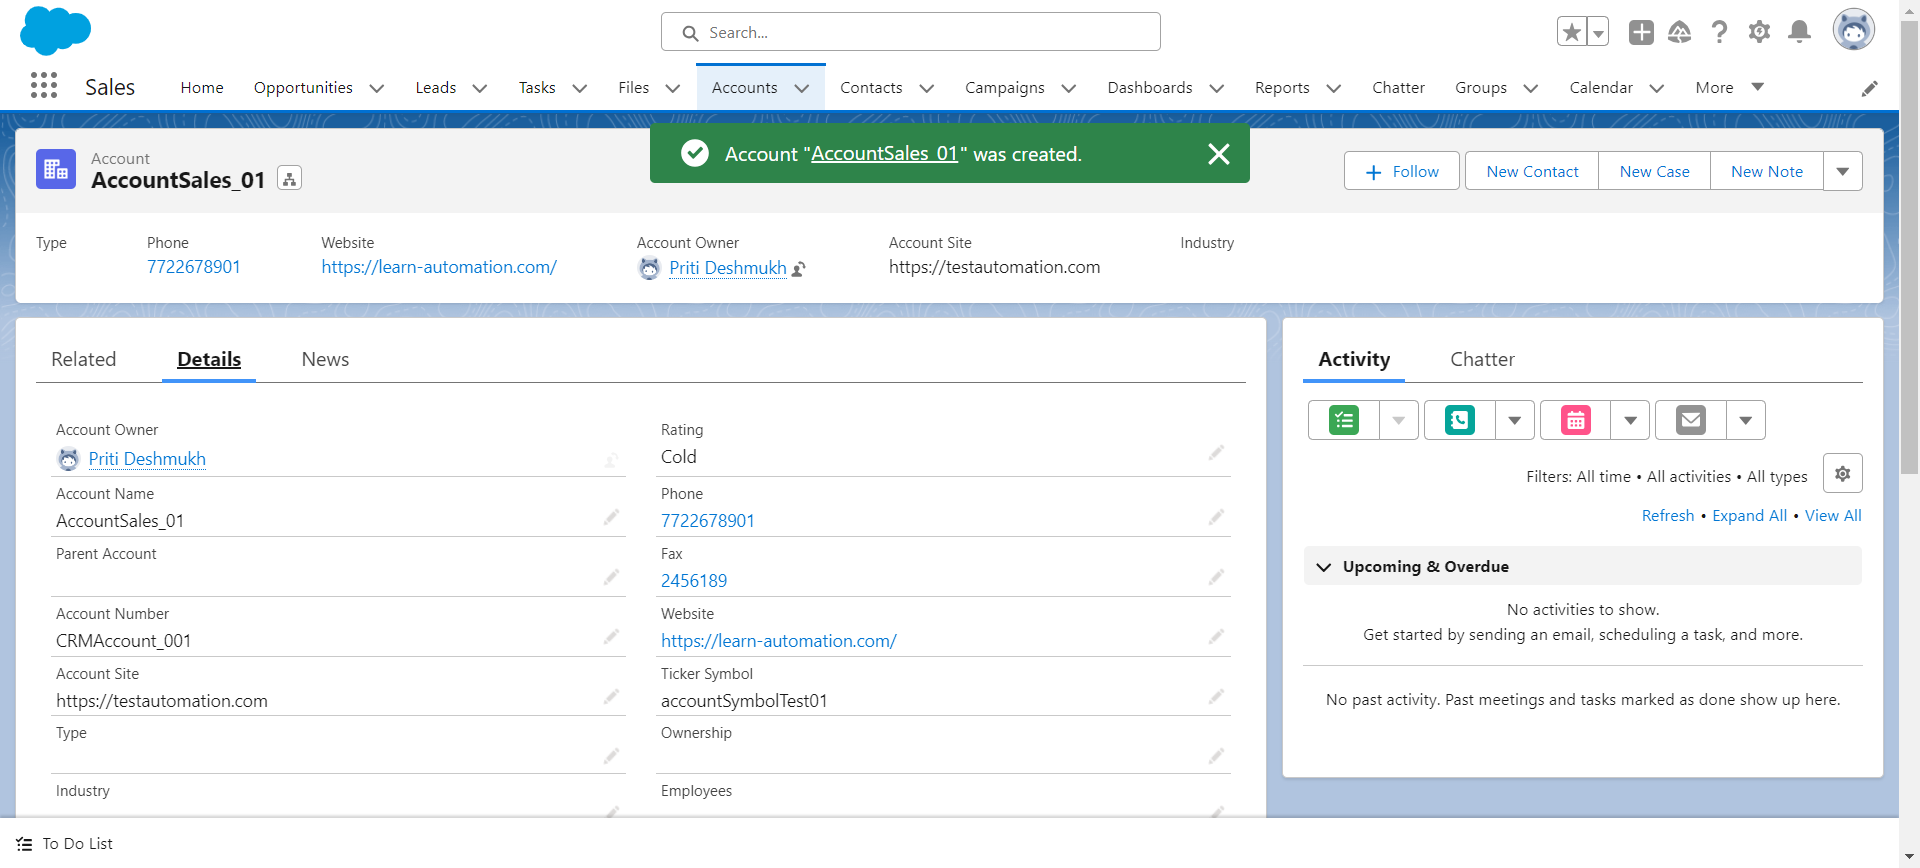 Search...
Sales
Home
Opportunities
Leads
Tasks
Files
Accounts
Contacts
Campaigns
Dashboards
Reports
Chatter
Groups
Calendar
More
Account "AccountSales_01" was created.
Account
AccountSales_01
Follow
New Contact
New Case
New Note
Type
Phone
7722678901
Website
https://learn-automation.com/
Account Owner
Priti Deshmukh
Account Site
https://testautomation.com
Industry
Related
Details
News
Account Owner
Priti Deshmukh
Rating
Cold
Account Name
AccountSales_01
Phone
7722678901
Parent Account
Fax
2456189
Account Number
CRMAccount_001
Website
https://learn-automation.com/
Account Site
https://testautomation.com
Ticker Symbol
accountSymbolTest01
Type
Ownership
Industry
Employees
Activity
Chatter
Filters: All time • All activities • All types
Refresh • Expand All • View All
Upcoming & Overdue
No activities to show.
Get started by sending an email, scheduling a task, and more.
No past activity. Past meetings and tasks marked as done show up here.
To Do List